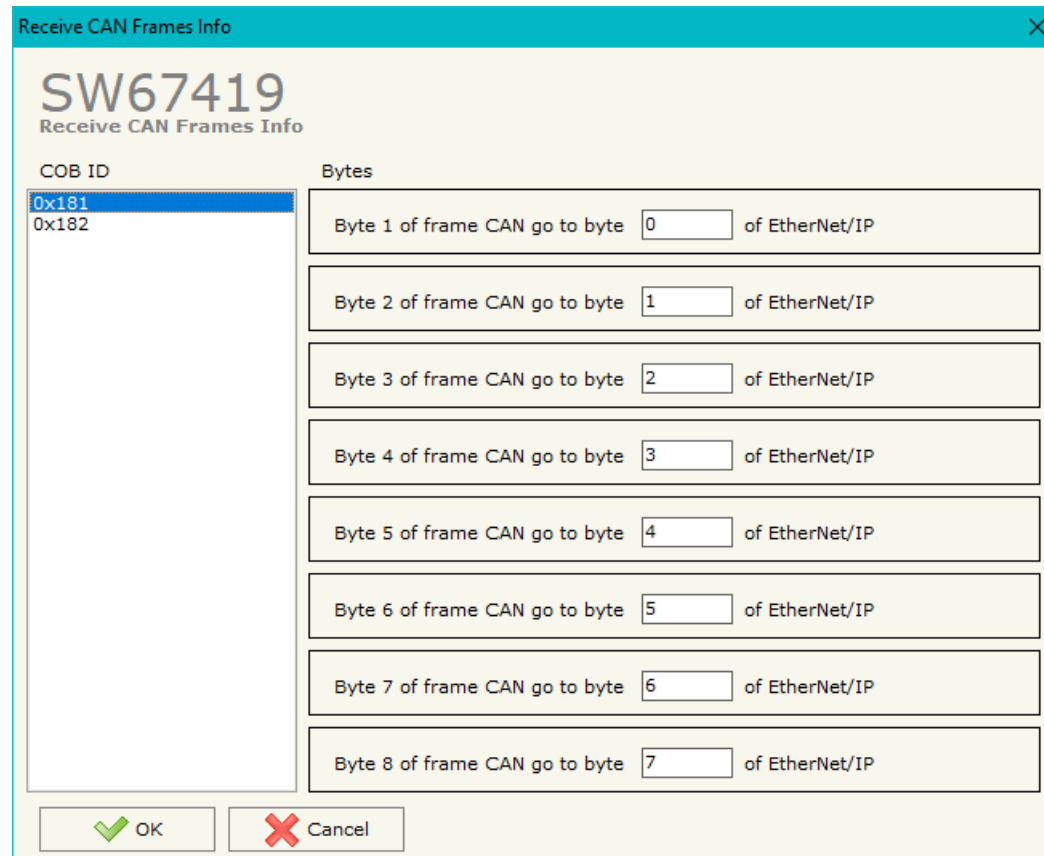 Receive CAN Frames Info
SW67419
Receive CAN Frames Info
COB ID
Bytes
0x181
0x182
Byte 1 of frame CAN go to byte 0 of EtherNet/IP
Byte 2 of frame CAN go to byte 1 of EtherNet/IP
Byte 3 of frame CAN go to byte 2 of EtherNet/IP
Byte 4 of frame CAN go to byte 3 of EtherNet/IP
Byte 5 of frame CAN go to byte 4 of EtherNet/IP
Byte 6 of frame CAN go to byte 5 of EtherNet/IP
Byte 7 of frame CAN go to byte 6 of EtherNet/IP
Byte 8 of frame CAN go to byte 7 of EtherNet/IP
OK
Cancel